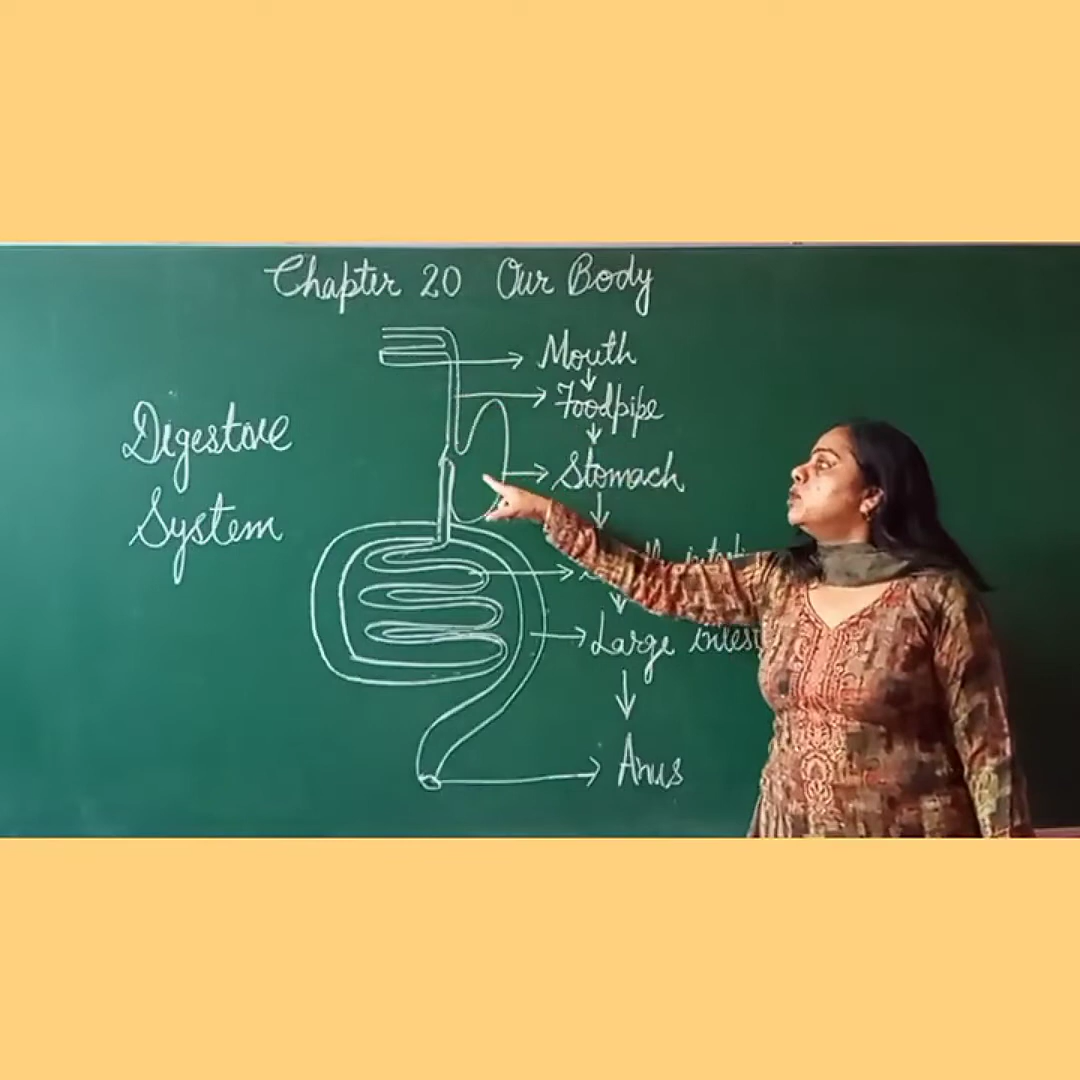 Chapter 20 Our Body
Digestive
System
Mouth
Foodpipe
Stomach
Large
Anus